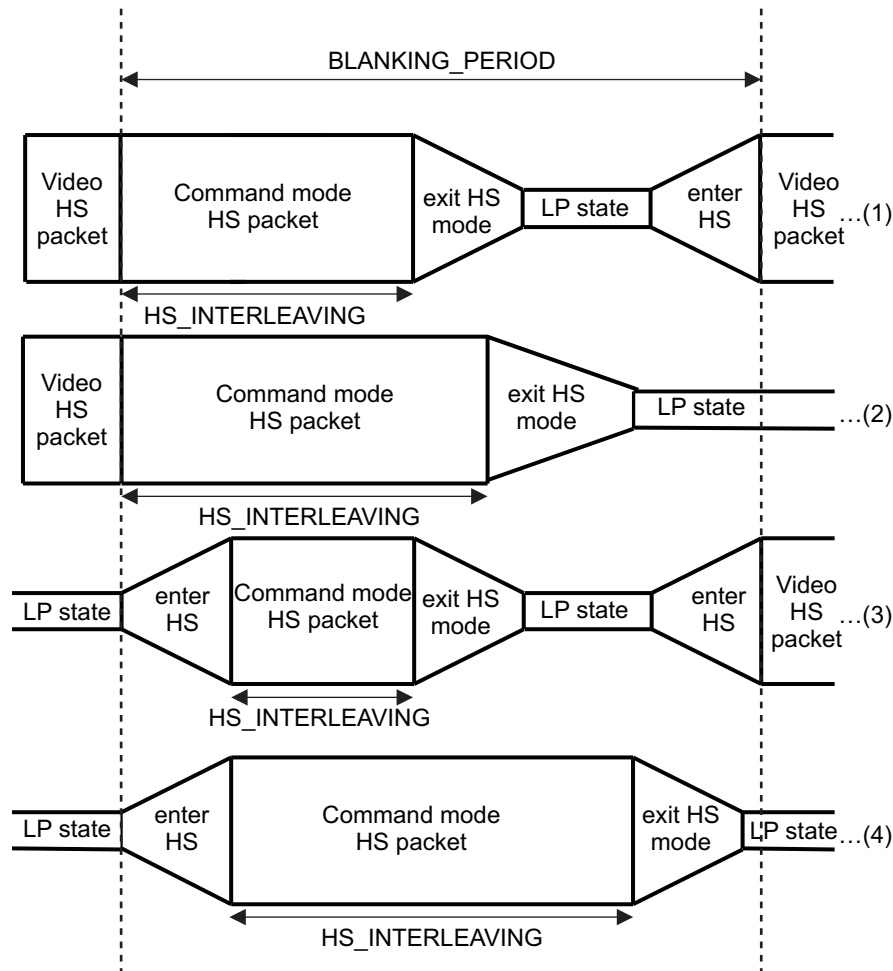 BLANKING_PERIOD
Video
HS
packet
Command mode
HS packet
exit HS
mode
LP state
enter
HS
Video
HS
packet
…(1)
HS_INTERLEAVING
Video
HS
packet
Command mode
HS packet
exit HS
mode
LP state
…(2)
HS_INTERLEAVING
LP state
enter
HS
Command mode
HS packet
exit HS
mode
LP state
enter
HS
Video
HS
packet
…(3)
HS_INTERLEAVING
LP state
enter
HS
Command mode
HS packet
exit HS
mode
LP state
…(4)
HS_INTERLEAVING